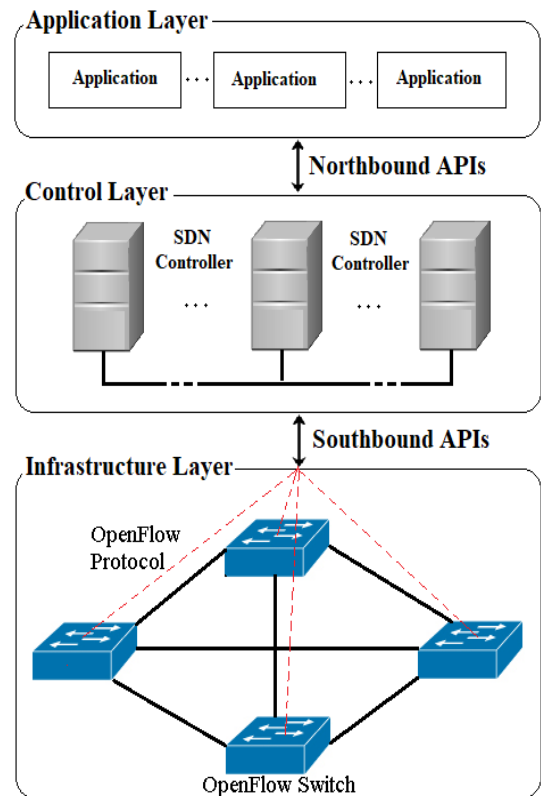 Application Layer
Application ... Application ... Application
Northbound APIs
Control Layer
SDN
Controller
...
SDN
Controller
...
Southbound APIs
Infrastructure Layer
OpenFlow
Protocol
OpenFlow Switch